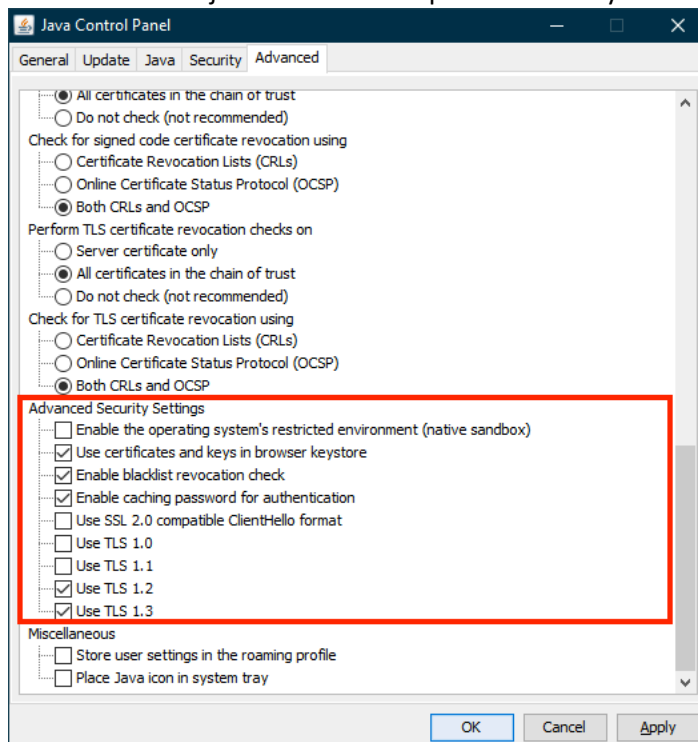 Java Control Panel
General Update Java Security Advanced
All certificates in the chain of trust
Do not check (not recommended)
Check for signed code certificate revocation using
Certificate Revocation Lists (CRLs)
Online Certificate Status Protocol (OCSP)
Both CRLs and OCSP
Perform TLS certificate revocation checks on
Server certificate only
All certificates in the chain of trust
Do not check (not recommended)
Check for TLS certificate revocation using
Certificate Revocation Lists (CRLs)
Online Certificate Status Protocol (OCSP)
Both CRLs and OCSP
Advanced Security Settings
Enable the operating system's restricted environment (native sandbox)
Use certificates and keys in browser keystore
Enable blacklist revocation check
Enable caching password for authentication
Use SSL 2.0 compatible ClientHello format
Use TLS 1.0
Use TLS 1.1
Use TLS 1.2
Use TLS 1.3
Miscellaneous
Store user settings in the roaming profile
Place Java icon in system tray
OK Cancel Apply